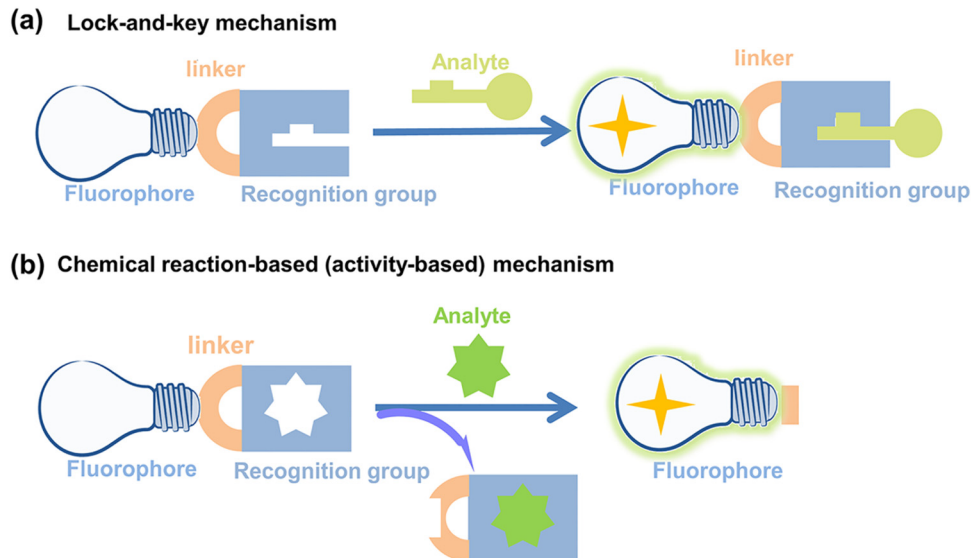 (a) Lock-and-key mechanism
linker
Analyte
linker
Fluorophore
Recognition group
Fluorophore
Recognition group
(b) Chemical reaction-based (activity-based) mechanism
Analyte
linker
Fluorophore
Recognition group
Fluorophore